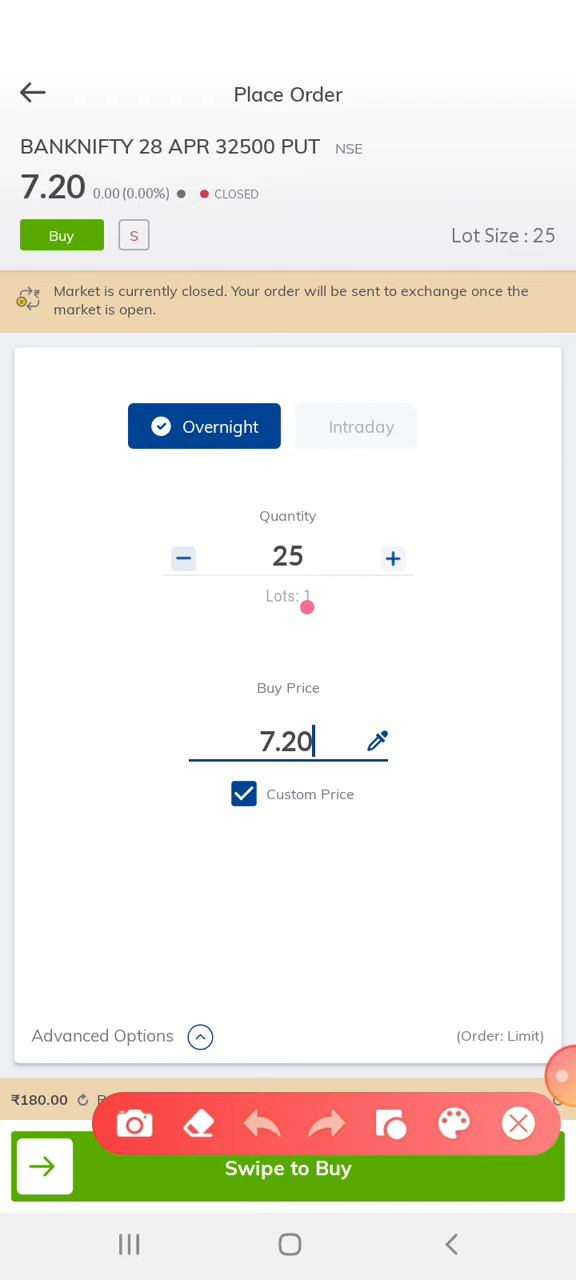 Place Order
BANKNIFTY 28 APR 32500 PUT NSE
7.20 0.00 (0.00%) CLOSED
Buy S Lot Size : 25
Market is currently closed. Your order will be sent to exchange once the
market is open.
Overnight Intraday
Quantity
− 25 +
Lots: 1
Buy Price
7.20
Custom Price
Advanced Options (Order: Limit)
₹180.00
Swipe to Buy